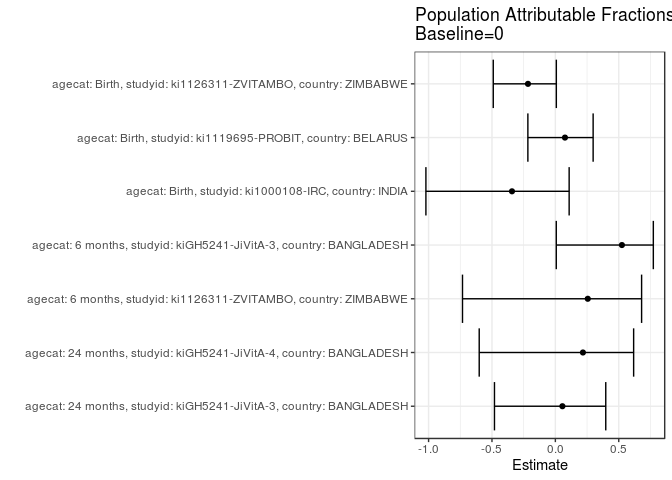 Population Attributable Fractions
Baseline=0
agecat: Birth, studyid: ki1126311-ZVITAMBO, country: ZIMBABWE
agecat: Birth, studyid: ki1119695-PROBIT, country: BELARUS
agecat: Birth, studyid: ki1000108-IRC, country: INDIA
agecat: 6 months, studyid: kiGH5241-JiVitA-3, country: BANGLADESH
agecat: 6 months, studyid: ki1126311-ZVITAMBO, country: ZIMBABWE
agecat: 24 months, studyid: kiGH5241-JiVitA-4, country: BANGLADESH
agecat: 24 months, studyid: kiGH5241-JiVitA-3, country: BANGLADESH
-1.0 -0.5 0.0 0.5
Estimate